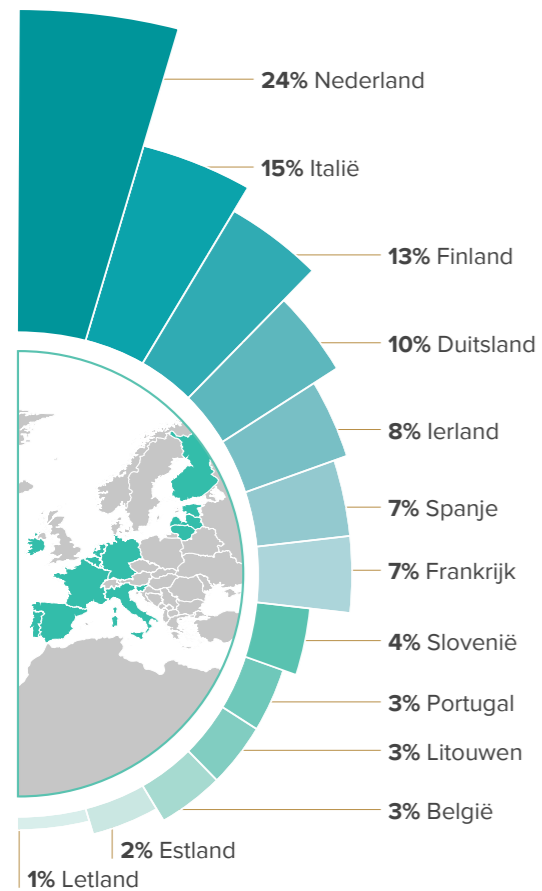 24% Nederland
15% Italië
13% Finland
10% Duitsland
8% Ierland
7% Spanje
7% Frankrijk
4% Slovenië
3% Portugal
3% Litouwen
3% België
2% Estland
1% Letland